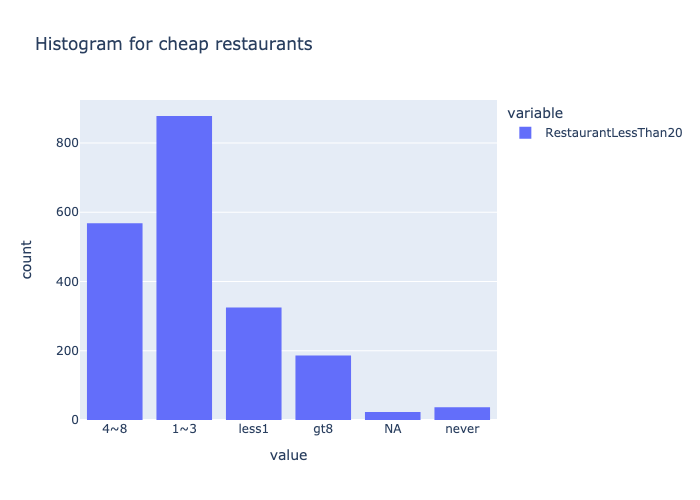 Histogram for cheap restaurants
variable
RestaurantLessThan20
count
800
600
400
200
0
4~8
1~3
less1
gt8
NA
never
value